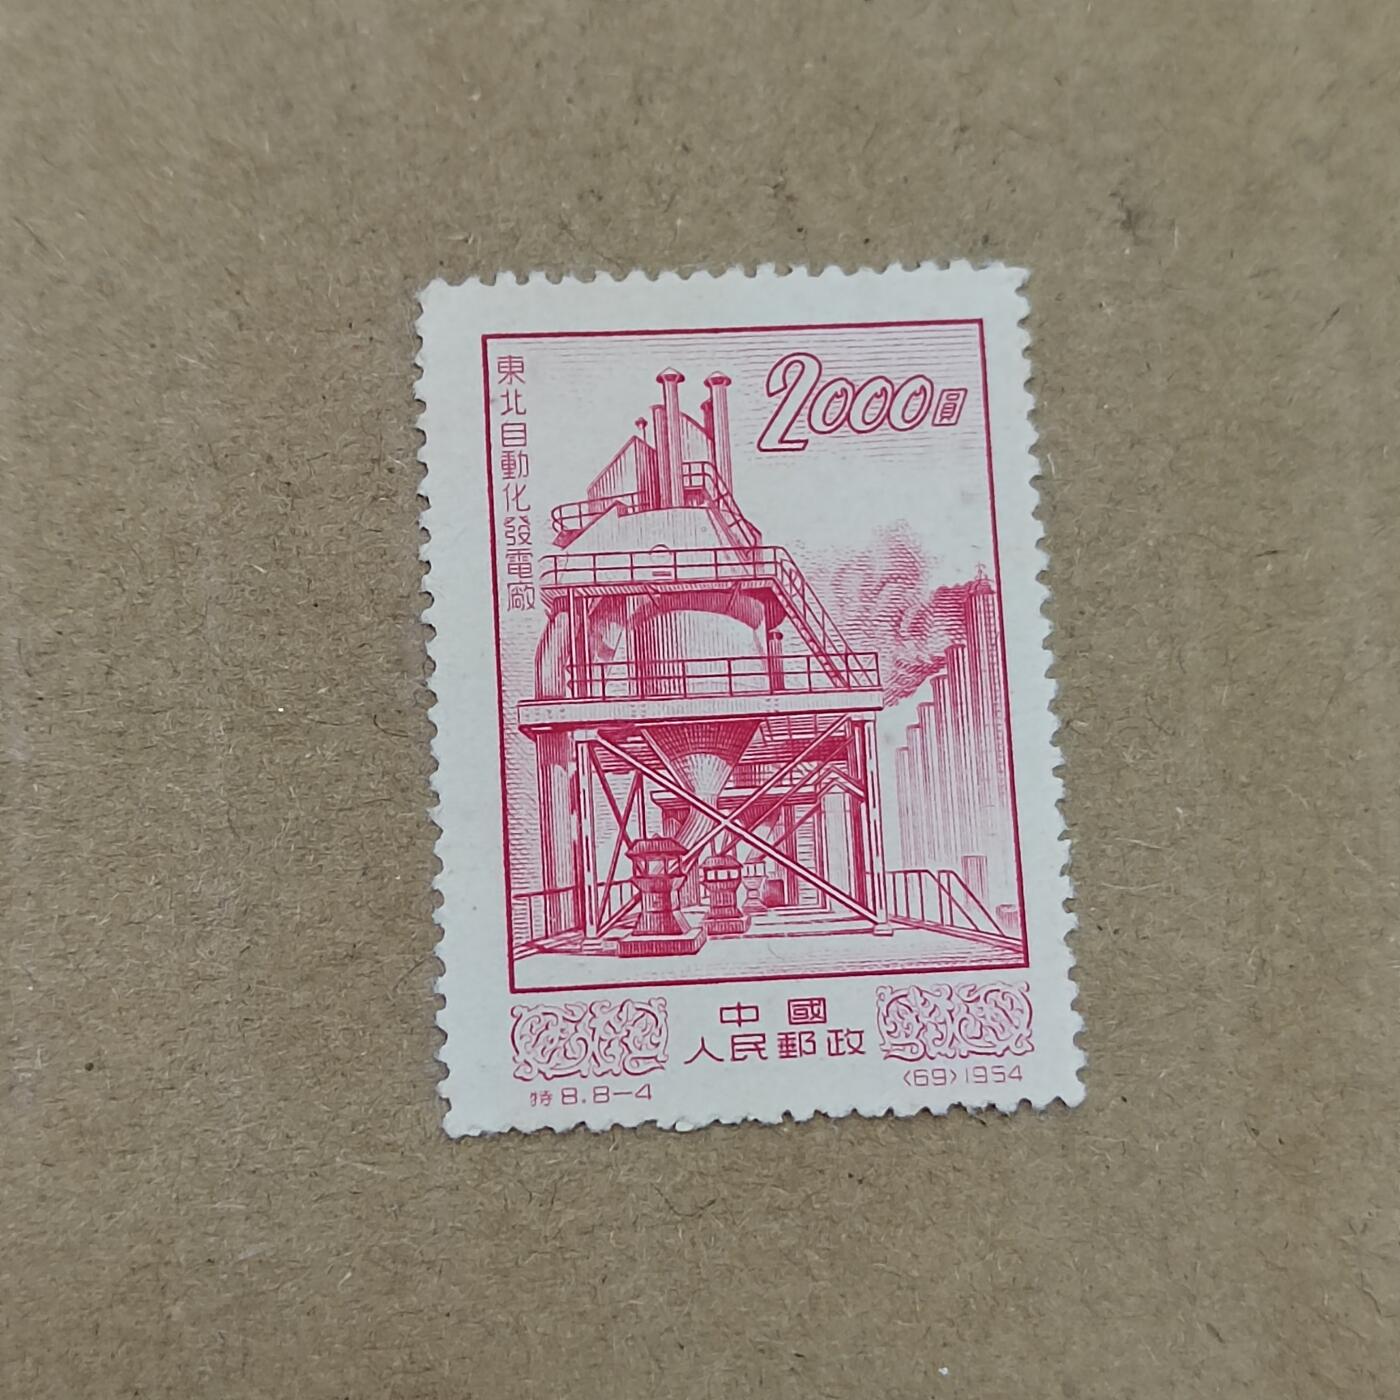 2000圓
東北自動化發電廠
中國
人民郵政
特8.8-4
(69)1954